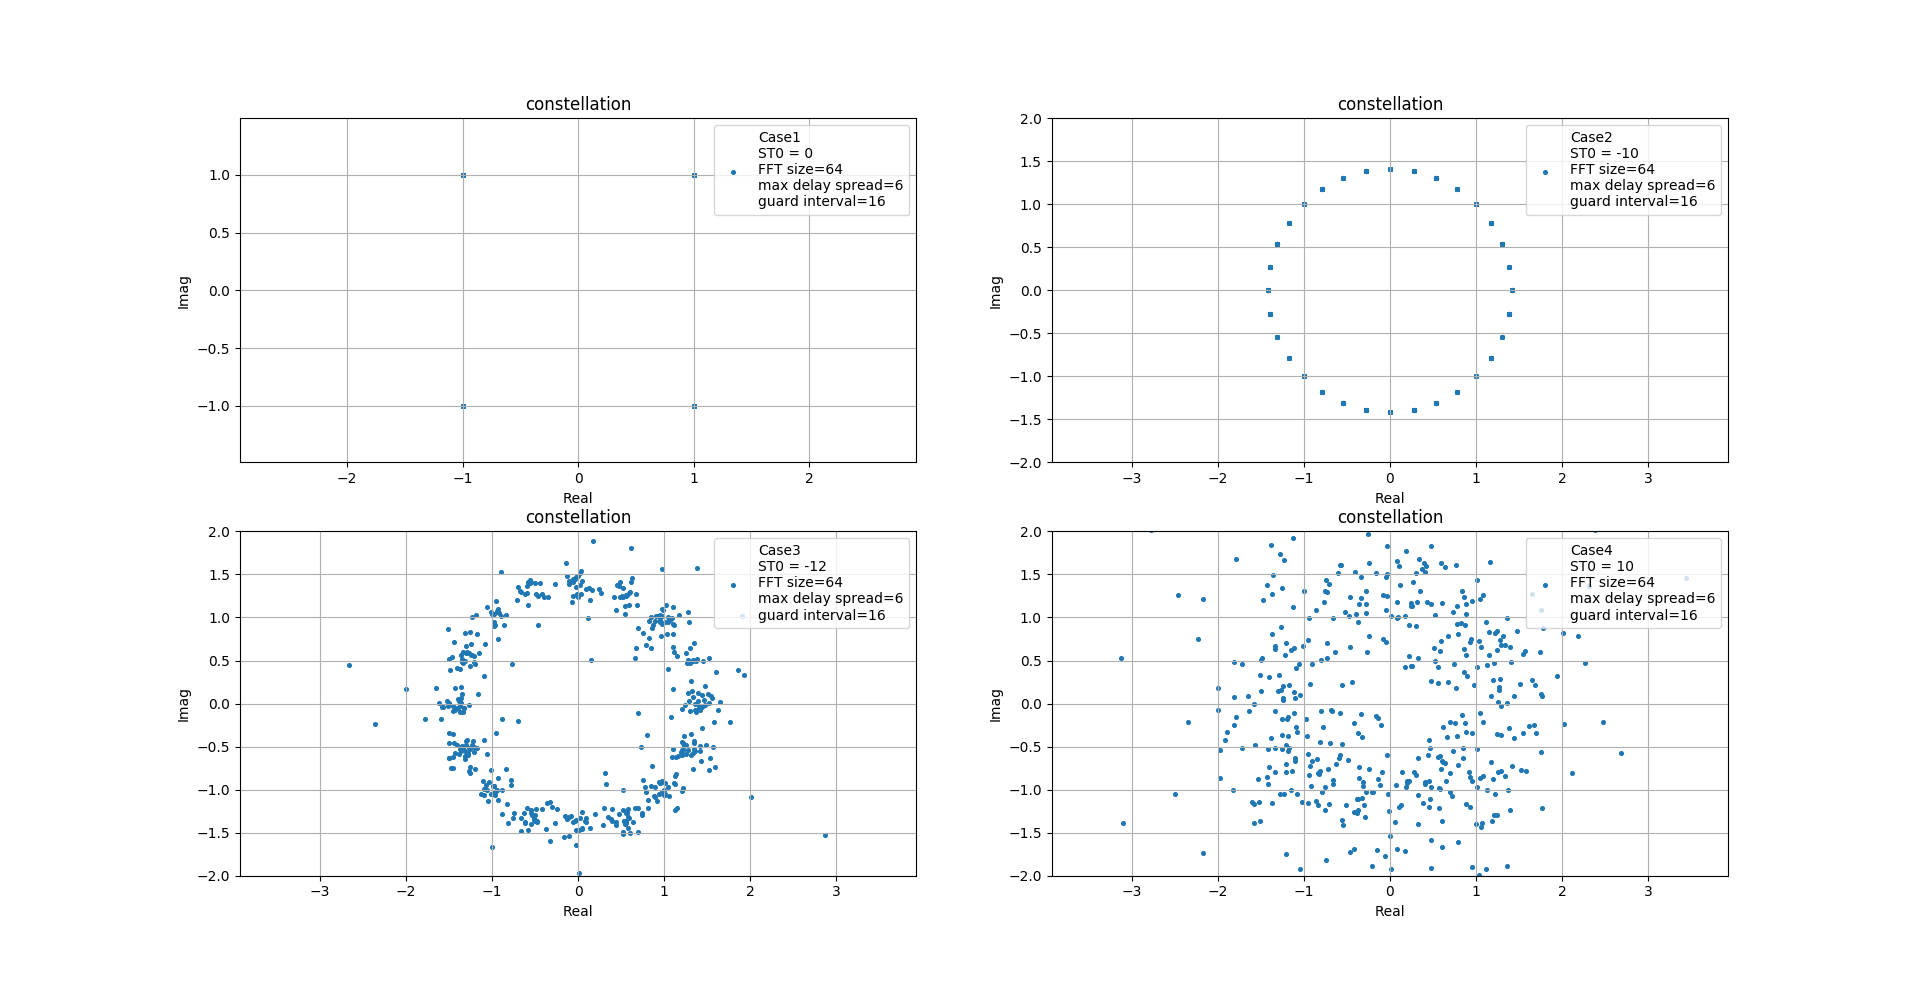 constellation
Case1
ST0 = 0
FFT size=64
max delay spread=6
guard interval=16
1.0
0.5
0.0
−0.5
−1.0
Imag
−2
−1
0
1
2
Real
constellation
Case2
ST0 = -10
FFT size=64
max delay spread=6
guard interval=16
2.0
1.5
1.0
0.5
0.0
−0.5
−1.0
−1.5
−2.0
Imag
−3
−2
−1
0
1
2
3
Real
constellation
Case3
ST0 = -12
FFT size=64
max delay spread=6
guard interval=16
2.0
1.5
1.0
0.5
0.0
−0.5
−1.0
−1.5
−2.0
Imag
−3
−2
−1
0
1
2
3
Real
constellation
Case4
ST0 = 10
FFT size=64
max delay spread=6
guard interval=16
2.0
1.5
1.0
0.5
0.0
−0.5
−1.0
−1.5
−2.0
Imag
−3
−2
−1
0
1
2
3
Real